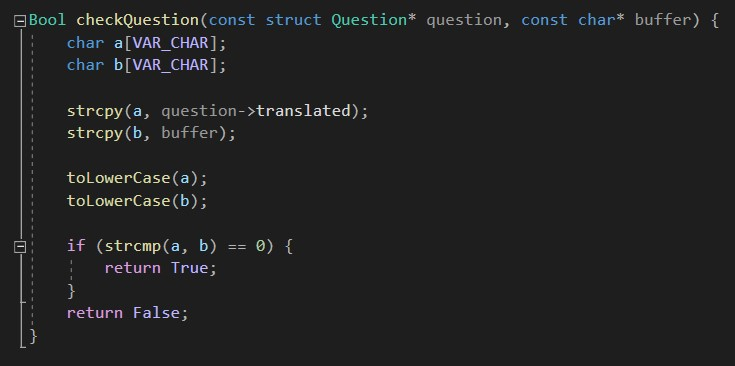 Bool checkQuestion(const struct Question* question, const char* buffer) {
    char a[VAR_CHAR];
    char b[VAR_CHAR];

    strcpy(a, question->translated);
    strcpy(b, buffer);

    toLowerCase(a);
    toLowerCase(b);

    if (strcmp(a, b) == 0) {
        return True;
    }
    return False;
}